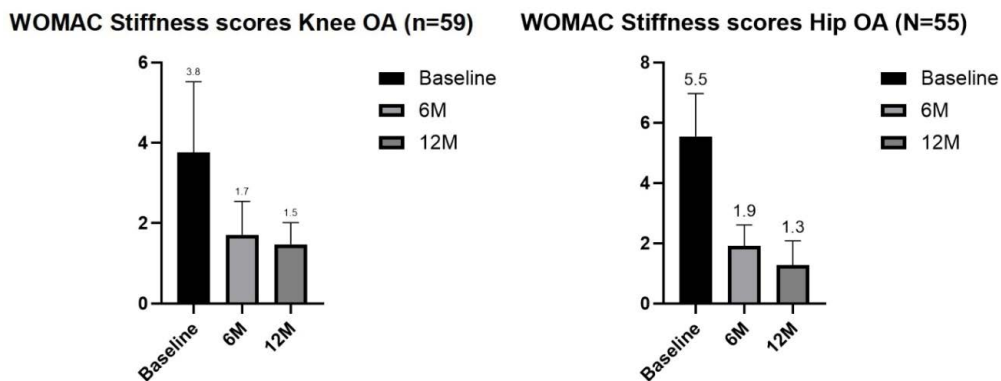 WOMAC Stiffness scores Knee OA (n=59)
6
4
2
0
3.8
1.7
1.5
Baseline
6M
12M
Baseline
6M
12M
WOMAC Stiffness scores Hip OA (N=55)
8
6
4
2
0
5.5
1.9
1.3
Baseline
6M
12M
Baseline
6M
12M